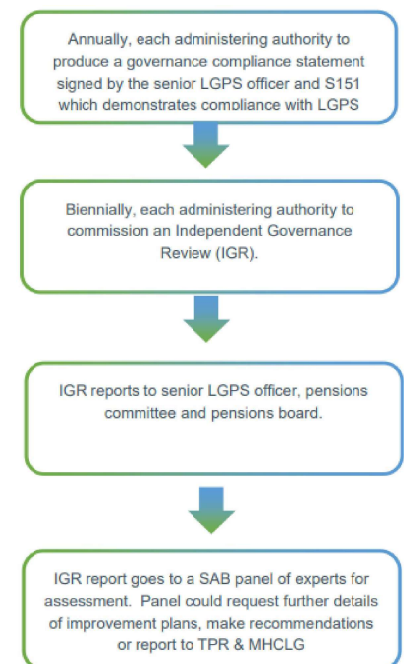 Annually, each administering authority to
produce a governance compliance statement
signed by the senior LGPS officer and S151
which demonstrates compliance with LGPS
Biennially, each administering authority to
commission an Independent Governance
Review (IGR).
IGR reports to senior LGPS officer, pensions
committee and pensions board.
IGR report goes to a SAB panel of experts for
assessment. Panel could request further details
of improvement plans, make recommendations
or report to TPR & MHCLG